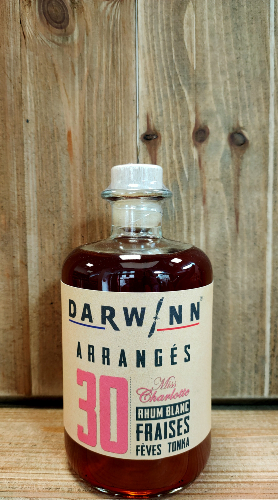 DARWINN
ARRANGÉS
30
Miss
Charlotte
RHUM BLANC
FRAISES
FÈVES TONKA